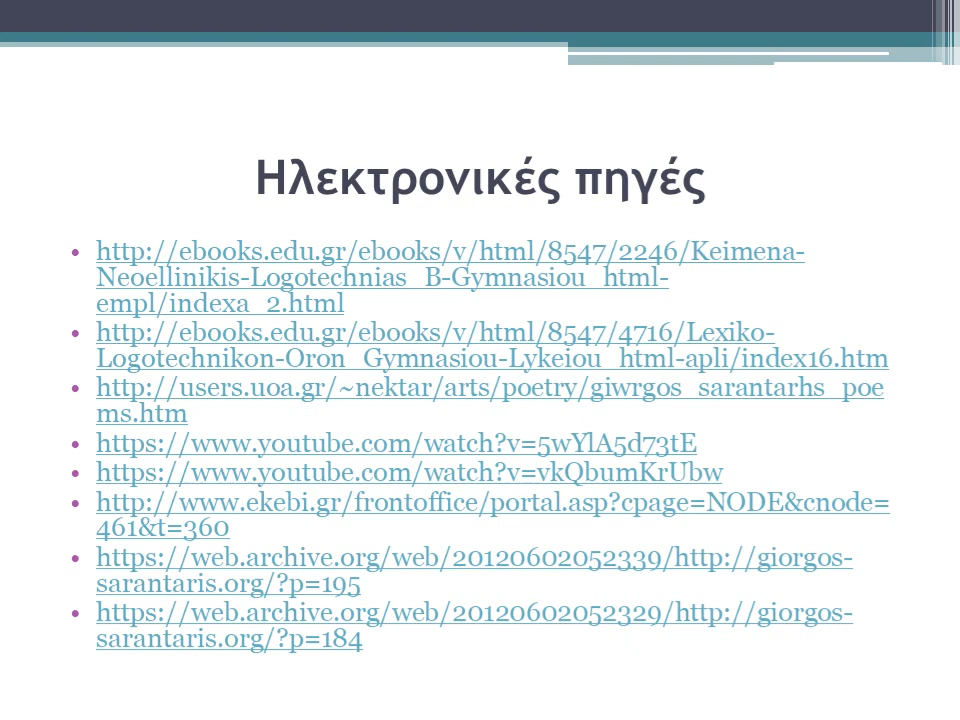 Ηλεκτρονικές πηγές
• http://ebooks.edu.gr/ebooks/v/html/8547/2246/Keimena-
Neoellinikis-Logotechnias_B-Gymnasiou_html-
empl/indexa_2.html
• http://ebooks.edu.gr/ebooks/v/html/8547/4716/Lexiko-
Logotechnikon-Oron_Gymnasiou-Lykeiou_html-apli/index16.htm
• http://users.uoa.gr/~nektar/arts/poetry/giwrgos_sarantarhs_poe
ms.htm
• https://www.youtube.com/watch?v=5wYlA5d73tE
• https://www.youtube.com/watch?v=vkQbumKrUbw
• http://www.ekebi.gr/frontoffice/portal.asp?cpage=NODE&cnode=
461&t=360
• https://web.archive.org/web/20120602052339/http://giorgos-
sarantaris.org/?p=195
• https://web.archive.org/web/20120602052329/http://giorgos-
sarantaris.org/?p=184